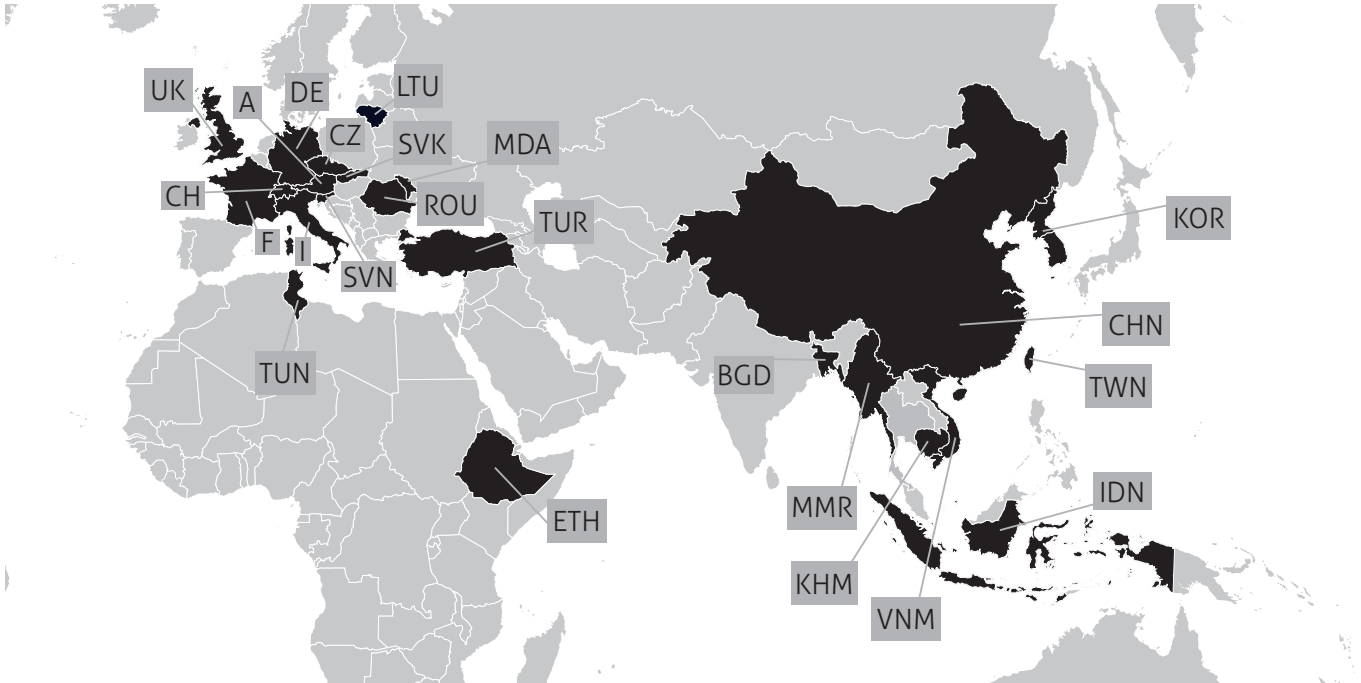 UK
A
DE
LTU
CZ
SVK
MDA
CH
ROU
F
I
SVN
TUR
KOR
TUN
CHN
BGD
TWN
ETH
MMR
IDN
KHM
VNM